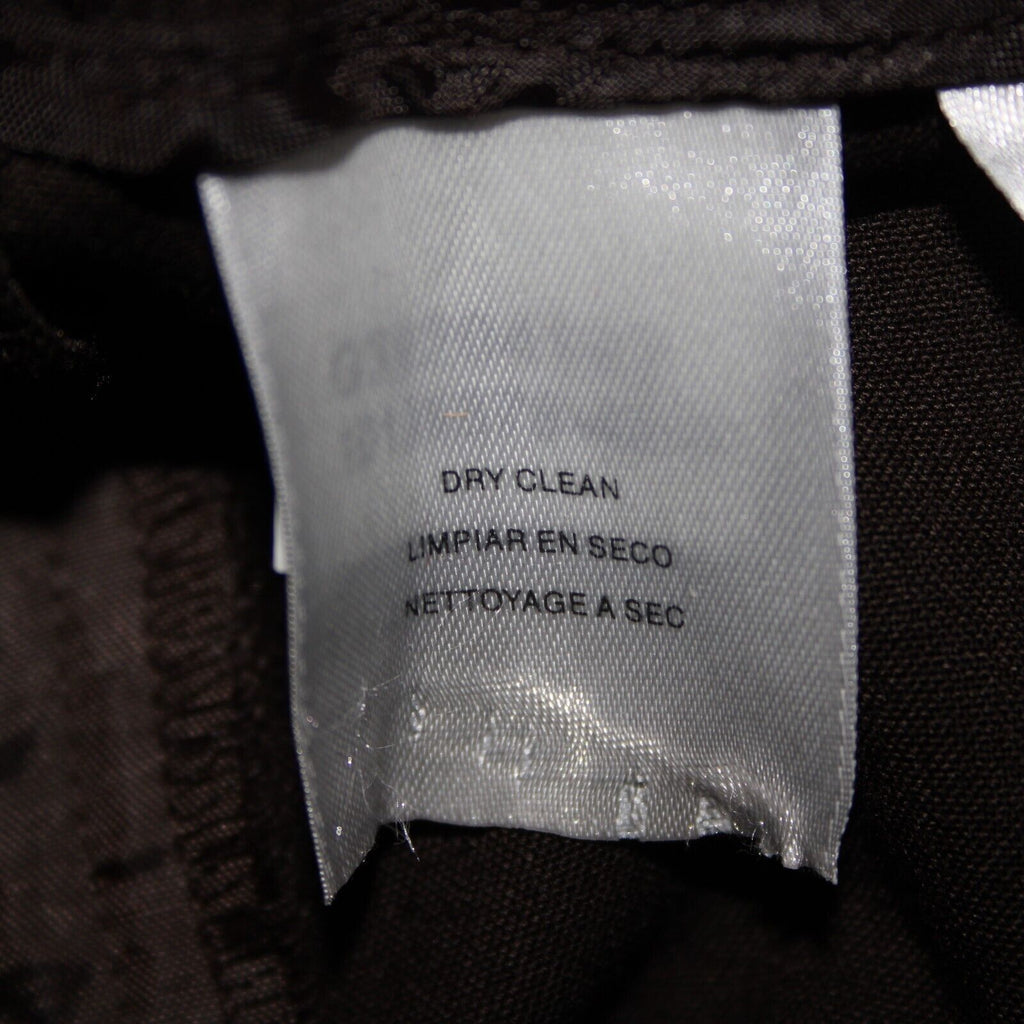 DRY CLEAN
LIMPIAR EN SECO
NETTOYAGE A SEC